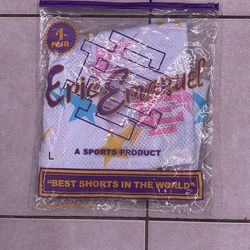 1
PAIR
Eric Emanuel
A SPORTS PRODUCT
L
"BEST SHORTS IN THE WORLD"